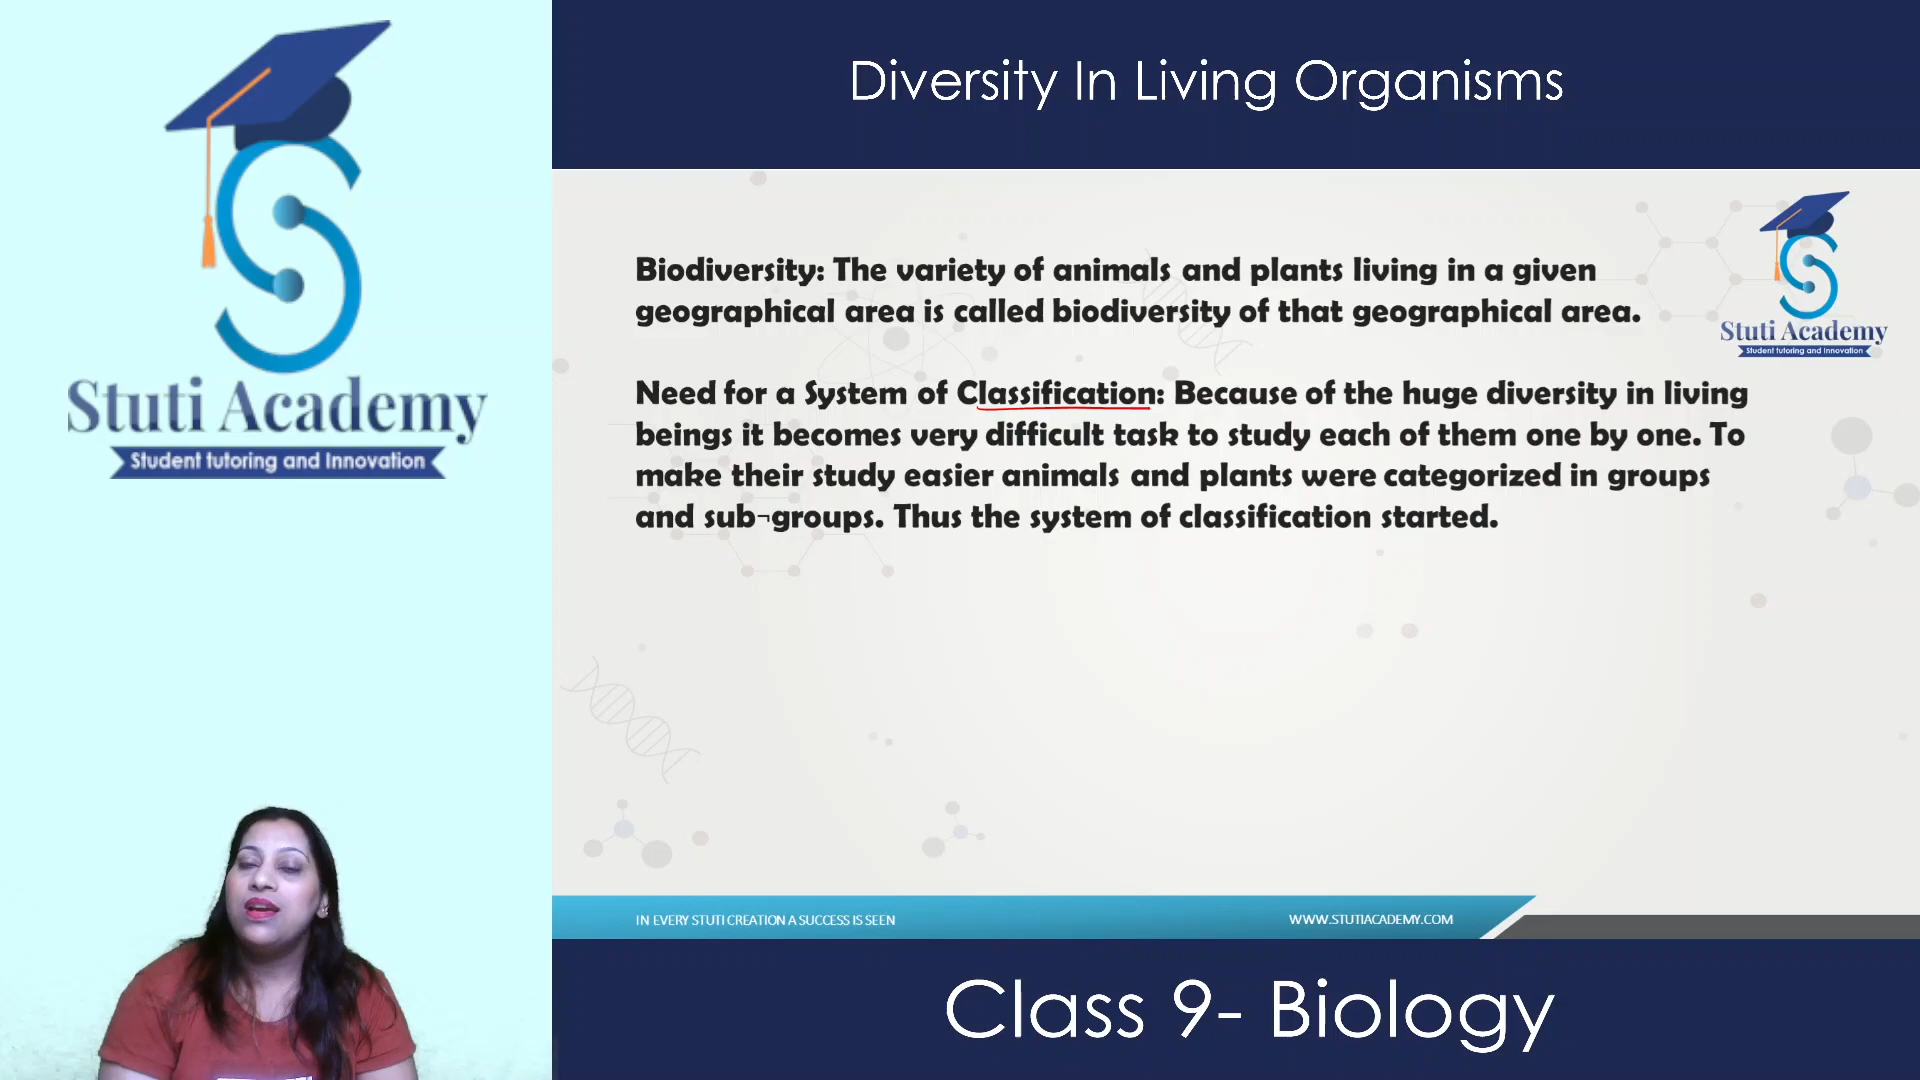 Stuti Academy
Student tutoring and Innovation
Diversity In Living Organisms
Stuti Academy
Student tutoring and Innovation
Biodiversity: The variety of animals and plants living in a given
geographical area is called biodiversity of that geographical area.
Need for a System of Classification: Because of the huge diversity in living
beings it becomes very difficult task to study each of them one by one. To
make their study easier animals and plants were categorized in groups
and sub¬groups. Thus the system of classification started.
IN EVERY STUTI CREATION A SUCCESS IS SEEN
WWW.STUTIACADEMY.COM
Class 9- Biology